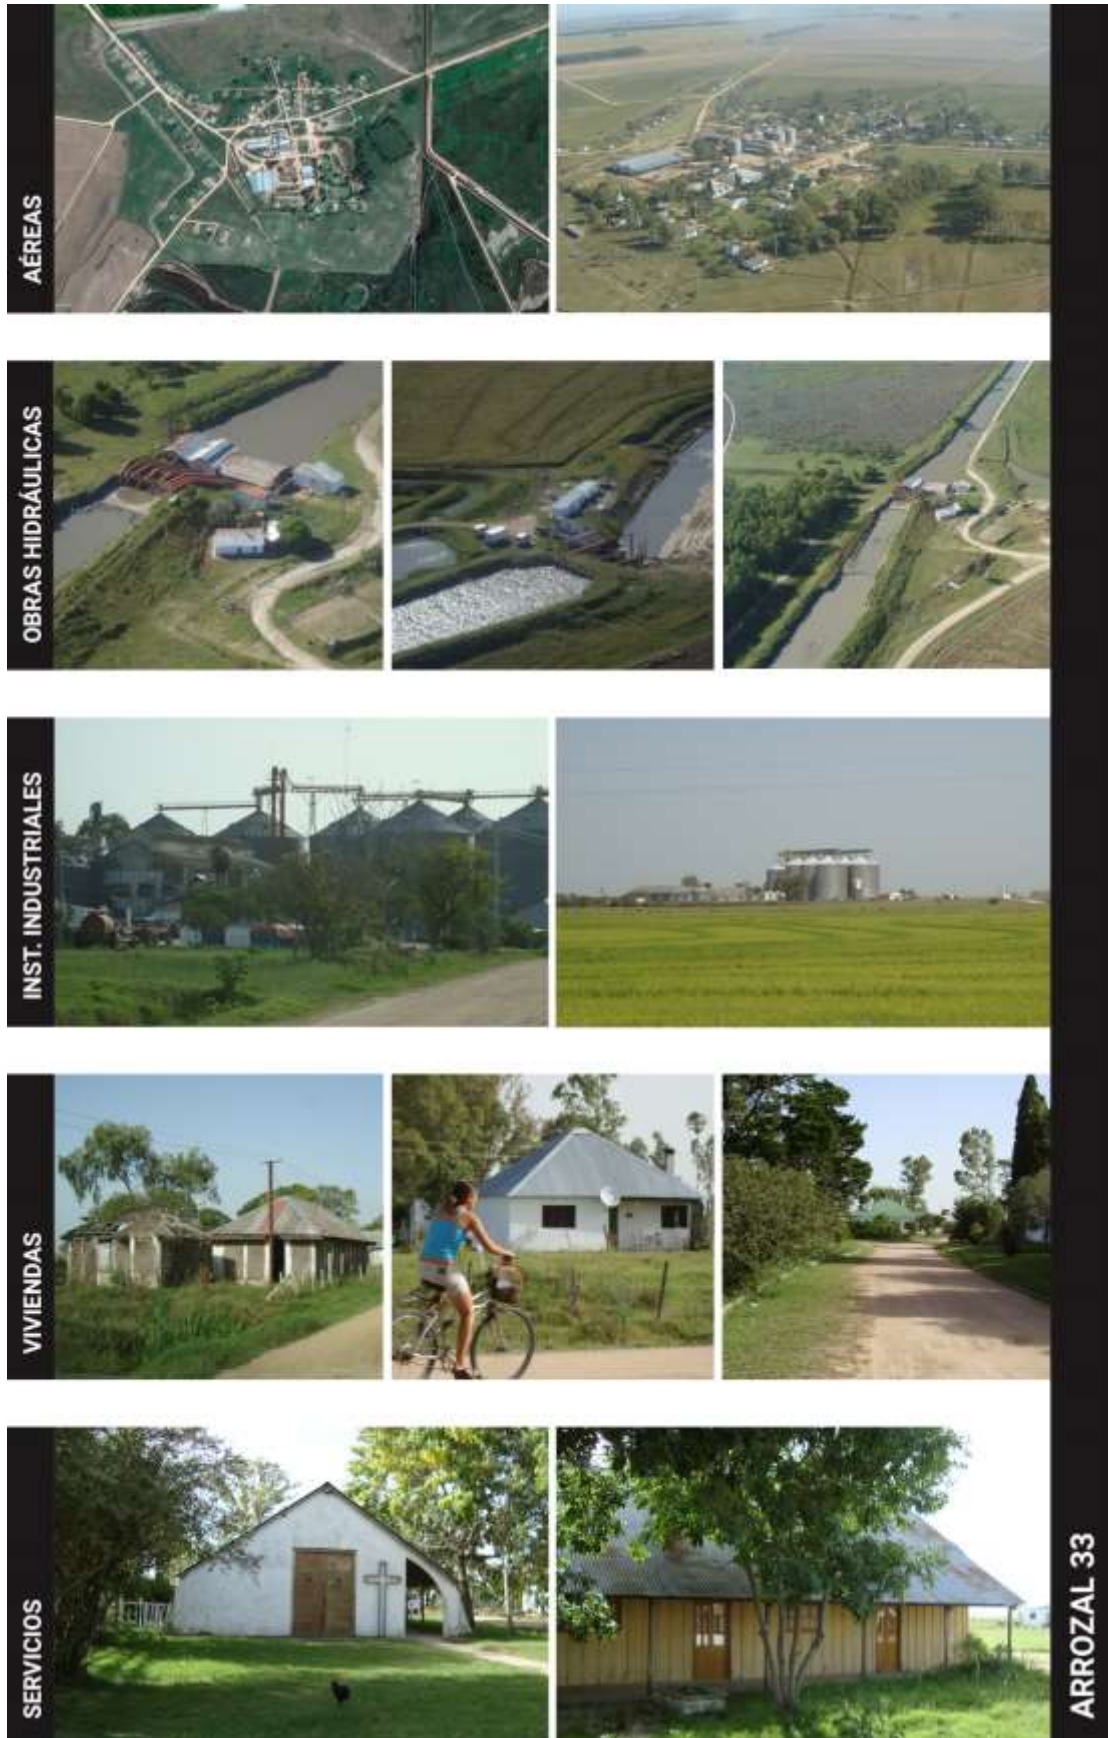 AÉREAS
OBRAS HIDRÁULICAS
INST. INDUSTRIALES
VIVIENDAS
SERVICIOS
ARROZAL 33